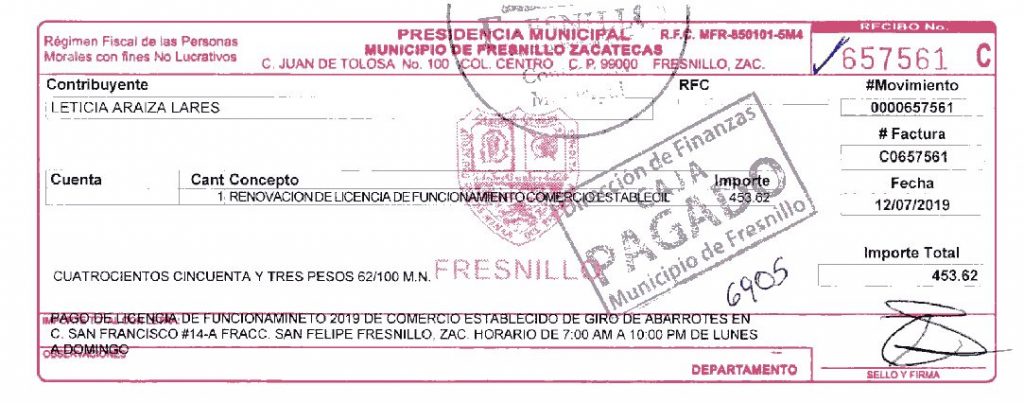 Régimen Fiscal de las Personas
Morales con fines No Lucrativos
PRESIDENCIA MUNICIPAL
MUNICIPIO DE FRESNILLO ZACATECAS
R.F.C. MFR-850101-5M4
C. JUAN DE TOLOSA No. 100 COL. CENTRO C. P. 99000 FRESNILLO, ZAC.
RECIBO No.
657561 C
Contribuyente
RFC
#Movimiento
LETICIA ARAIZA LARES
0000657561
# Factura
C0657561
Cuenta
Cant Concepto
Importe
Fecha
1 RENOVACION DE LICENCIA DE FUNCIONAMIENTO COMERCIO ESTABLECIL
453.62
12/07/2019
Dirección de Finanzas
CAJA
PAGADO
Municipio de Fresnillo
FRESNILLO
Importe Total
453.62
CUATROCIENTOS CINCUENTA Y TRES PESOS 62/100 M.N.
6905
PAGO DE LICENCIA DE FUNCIONAMINETO 2019 DE COMERCIO ESTABLECIDO DE GIRO DE ABARROTES EN
C. SAN FRANCISCO #14-A FRACC. SAN FELIPE FRESNILLO, ZAC. HORARIO DE 7:00 AM A 10:00 PM DE LUNES
A DOMINGO
OBSERVACIONES
DEPARTAMENTO
SELLO Y FIRMA